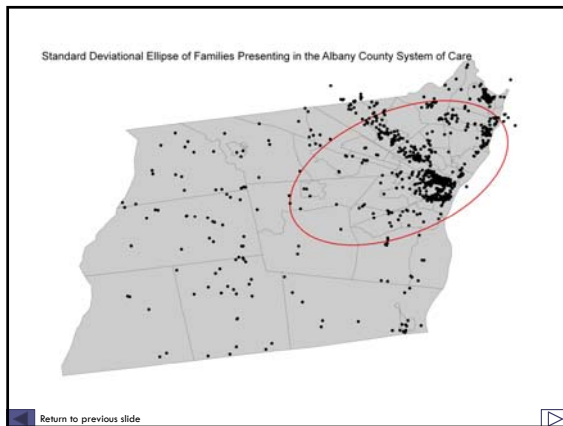 Standard Deviational Ellipse of Families Presenting in the Albany County System of Care
Return to previous slide